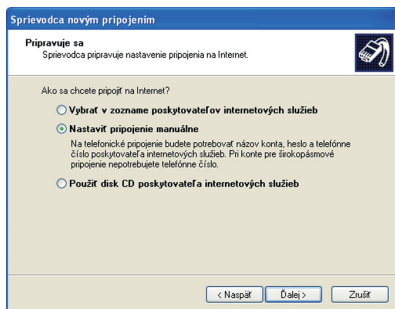 Sprievodca novým pripojením
Pripravuje sa
Sprievodca pripravuje nastavenie pripojenia na Internet.
Ako sa chcete pripojiť na Internet?
Vybrať v zozname poskytovateľov internetových služieb
Nastaviť pripojenie manuálne
Na telefonické pripojenie budete potrebovať názov konta, heslo a telefónne
číslo poskytovateľa internetových služieb. Pri konte pre širokopásmové
pripojenie nepotrebujete telefónne číslo.
Použiť disk CD poskytovateľa internetových služieb
< Naspäť
Ďalej >
Zrušiť